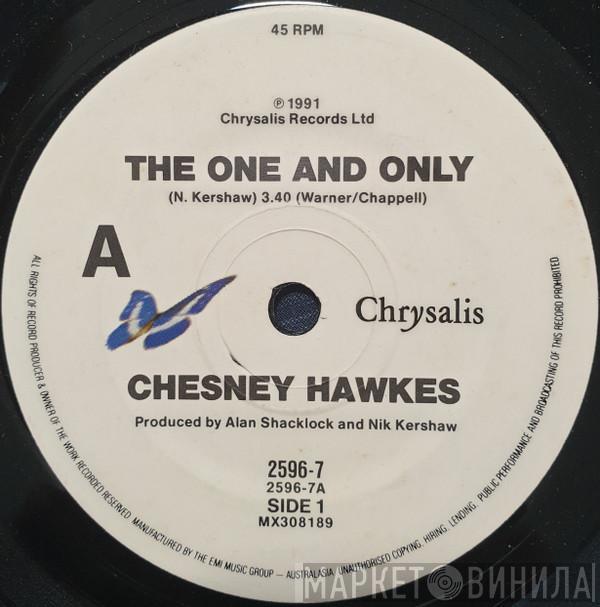 45 RPM
℗ 1991
Chrysalis Records Ltd
THE ONE AND ONLY
(N. Kershaw) 3.40 (Warner/Chappell)
A
Chrysalis
CHESNEY HAWKES
Produced by Alan Shacklock and Nik Kershaw
2596-7
2596-7A
SIDE 1
MX308189
ALL RIGHTS OF RECORD PRODUCER & OWNER OF THE WORK RECORDED RESERVED. MANUFACTURED BY THE EMI MUSIC GROUP — AUSTRALASIA. UNAUTHORISED COPYING, HIRING, LENDING, PUBLIC PERFORMANCE AND BROADCASTING OF THIS RECORD PROHIBITED
МАРКЕТ ВИНИЛА